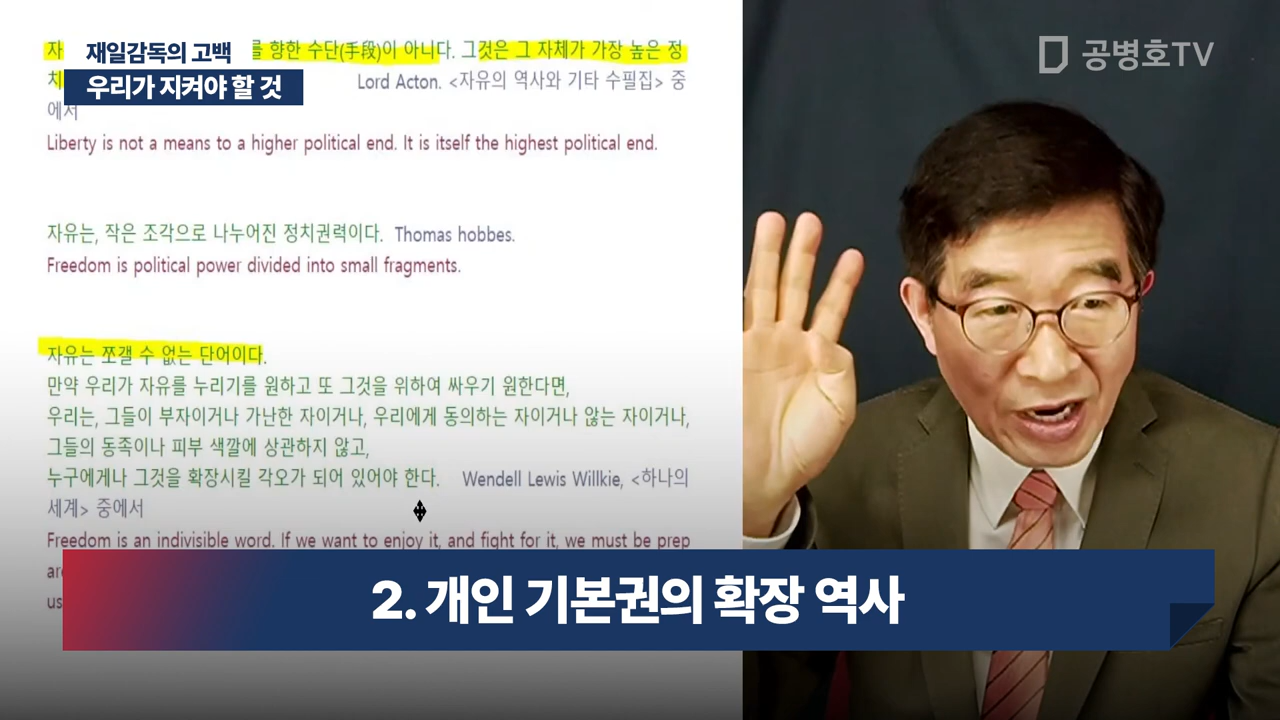 재일감독의 고백
우리가 지켜야 할 것
공병호TV
자 를 향한 수단(手段)이 아니다. 그것은 그 자체가 가장 높은 정
치 Lord Acton. <자유의 역사와 기타 수필집> 중
에서
Liberty is not a means to a higher political end. It is itself the highest political end.
자유는, 작은 조각으로 나누어진 정치권력이다. Thomas hobbes.
Freedom is political power divided into small fragments.
자유는 쪼갤 수 없는 단어이다.
만약 우리가 자유를 누리기를 원하고 또 그것을 위하여 싸우기 원한다면,
우리는, 그들이 부자이거나 가난한 자이거나, 우리에게 동의하는 자이거나 않는 자이거나,
그들의 동족이나 피부 색깔에 상관하지 않고,
누구에게나 그것을 확장시킬 각오가 되어 있어야 한다. Wendell Lewis Willkie, <하나의
세계> 중에서
Freedom is an indivisible word. If we want to enjoy it, and fight for it, we must be prep
ar
us
2. 개인 기본권의 확장 역사